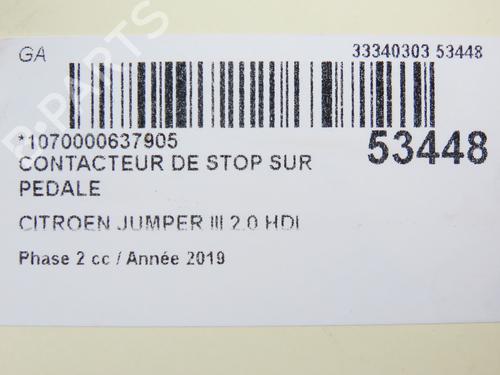 GA
33340303 53448
*1070000637905
53448
CONTACTEUR DE STOP SUR
PEDALE
CITROEN JUMPER III 2.0 HDI
Phase 2 cc / Année 2019
B-PARTS